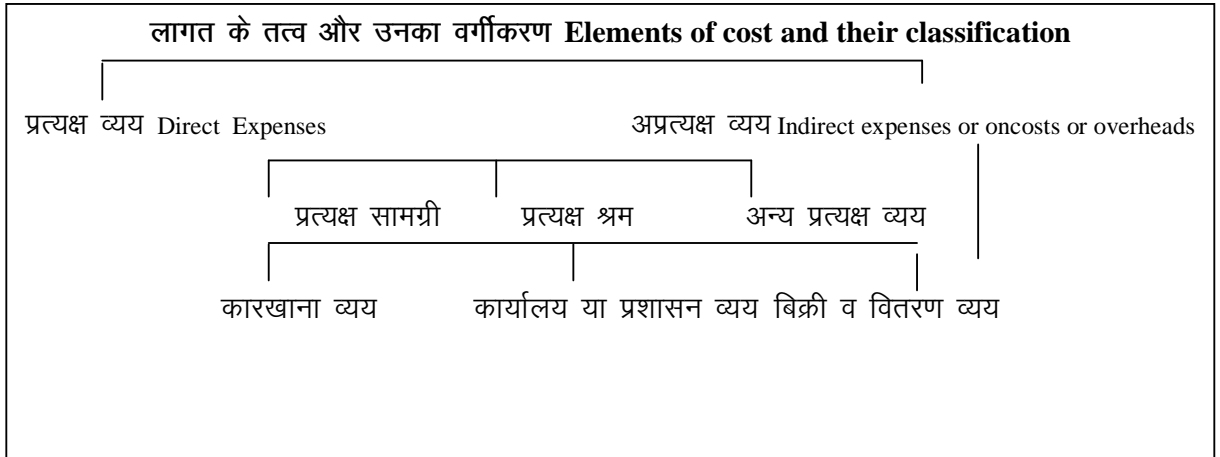 लागत के तत्व और उनका वर्गीकरण Elements of cost and their classification
प्रत्यक्ष व्यय Direct Expenses अप्रत्यक्ष व्यय Indirect expenses or oncosts or overheads
प्रत्यक्ष सामग्री प्रत्यक्ष श्रम अन्य प्रत्यक्ष व्यय
कारखाना व्यय कार्यालय या प्रशासन व्यय बिक्री व वितरण व्यय